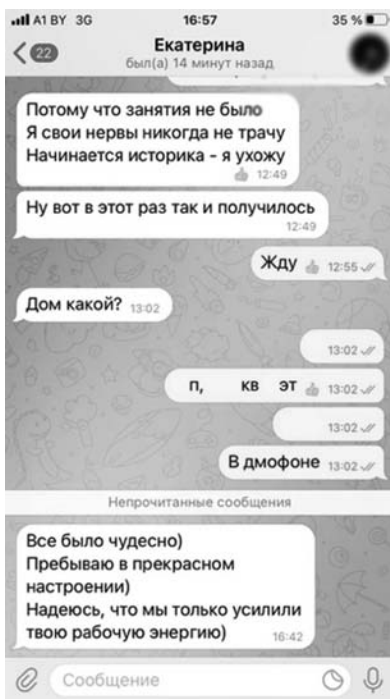 A1 BY 3G 16:57 35 %
22 Екатерина
был(а) 14 минут назад
Потому что занятия не было
Я свои нервы никогда не трачу
Начинается историка - я ухожу
12:49
Ну вот в этот раз так и получилось
12:49
Жду 12:55
Дом какой? 13:02
13:02
п, кв эт 13:02
13:02
В дмофоне 13:02
Непрочитанные сообщения
Все было чудесно)
Пребываю в прекрасном
настроении)
Надеюсь, что мы только усилили
твою рабочую энергию) 16:42
Сообщение